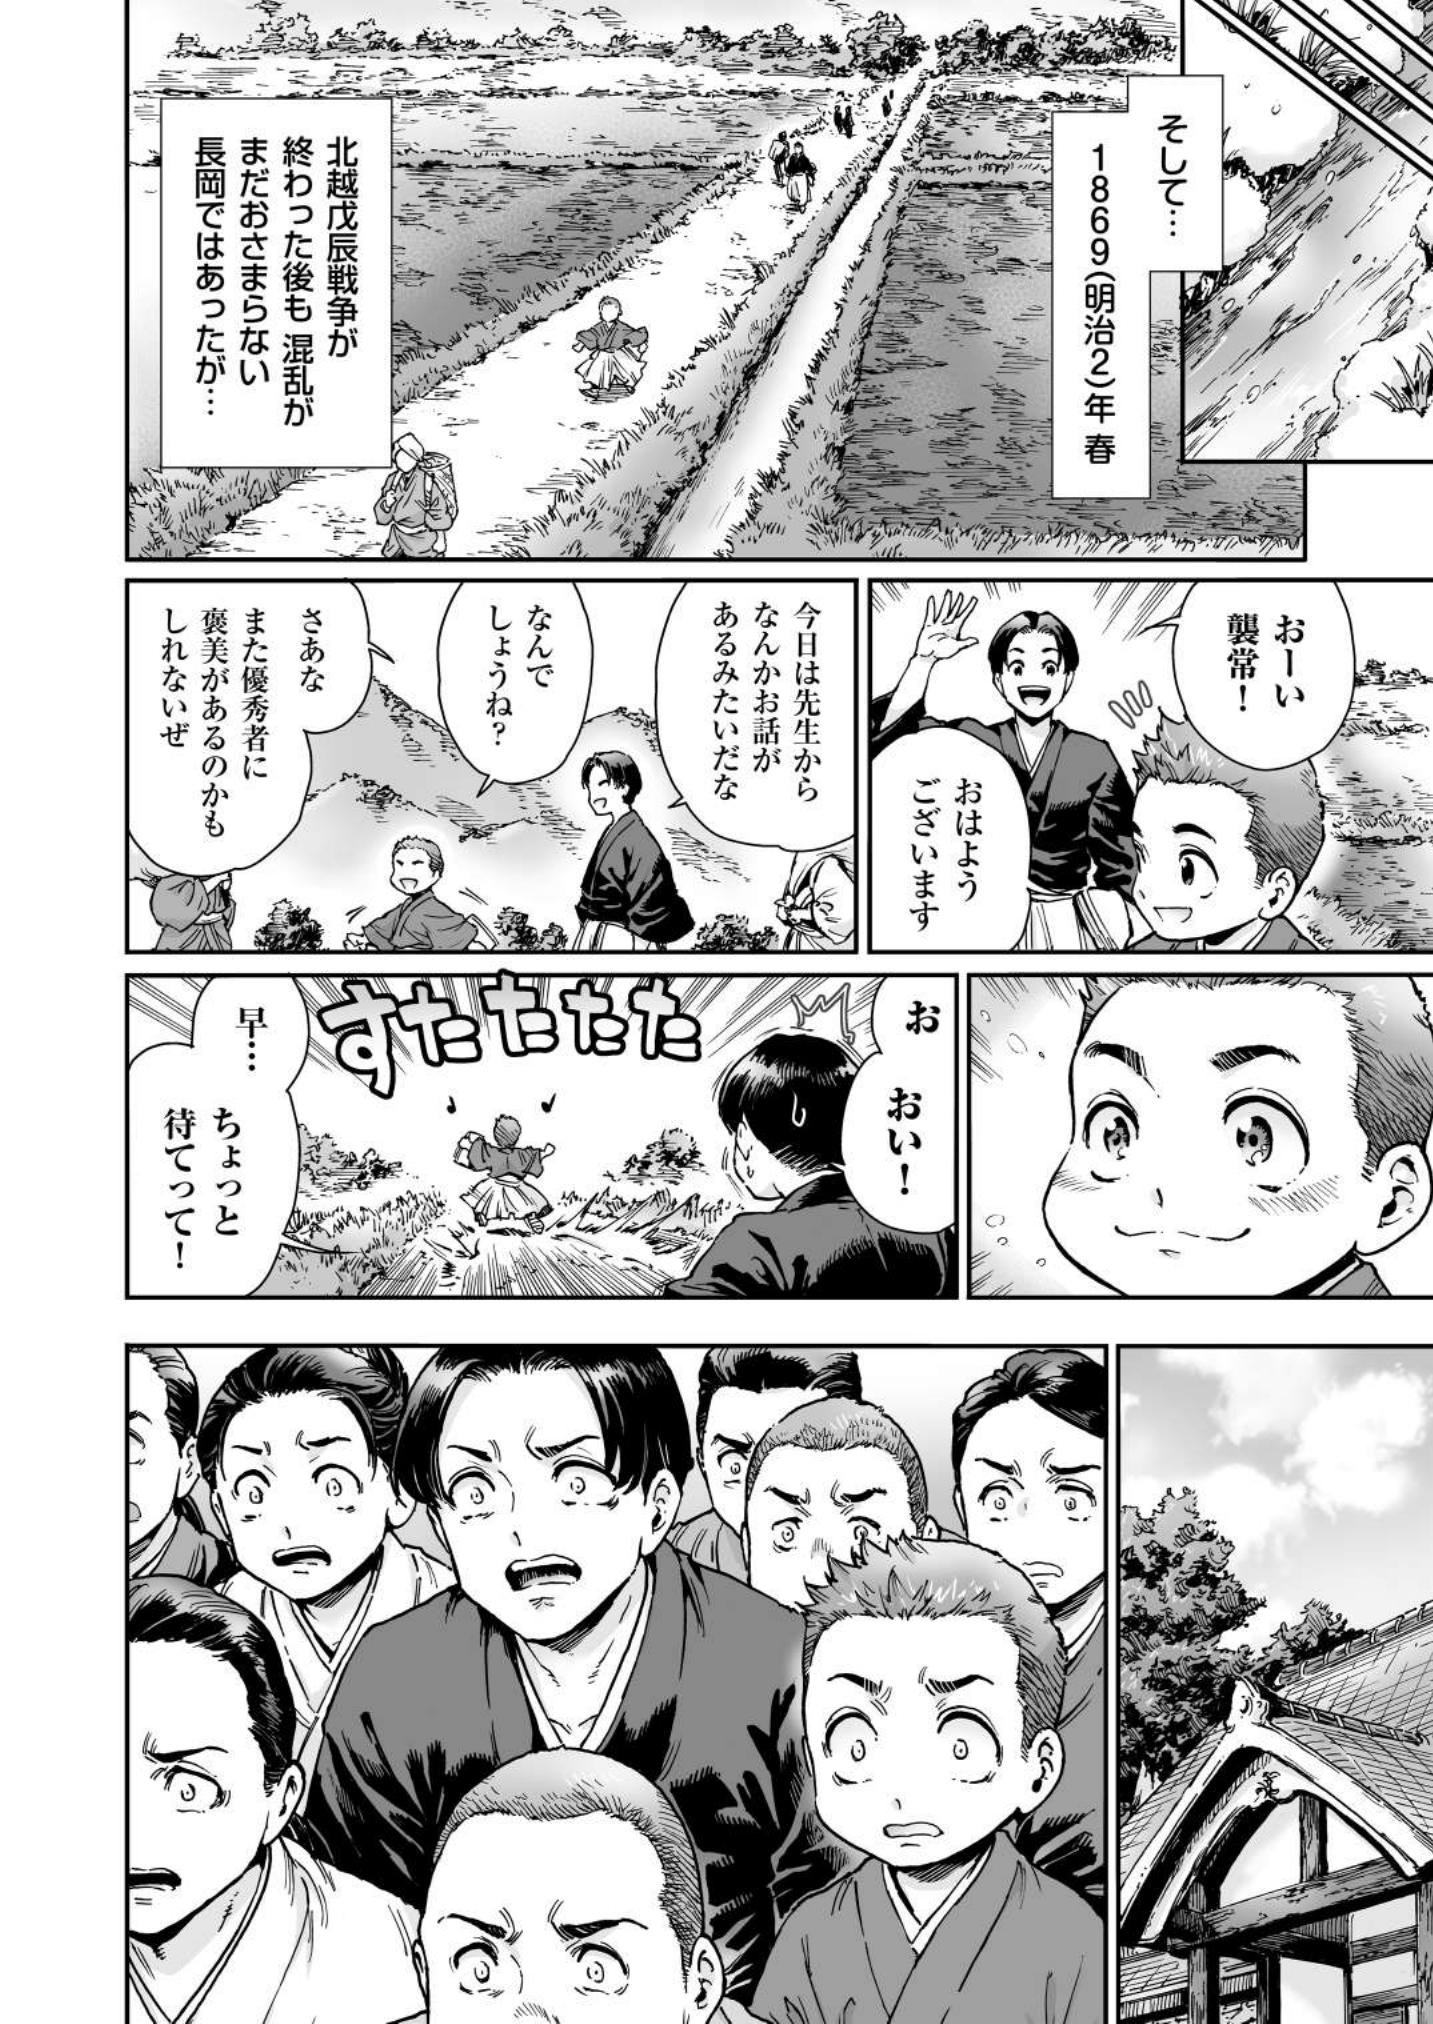 そして…
1869(明治2)年 春
北越戊辰戦争が
終わった後も 混乱が
まだおさまらない
長岡ではあったが…
おーい
襲常!
おはよう
ございます
今日は先生から
なんかお話が
あるみたいだな
なんで
しょうね?
さあな
また優秀者に
褒美があるのかも
しれないぜ
お おい!
すたたたた
早…
ちょっと
待てって!